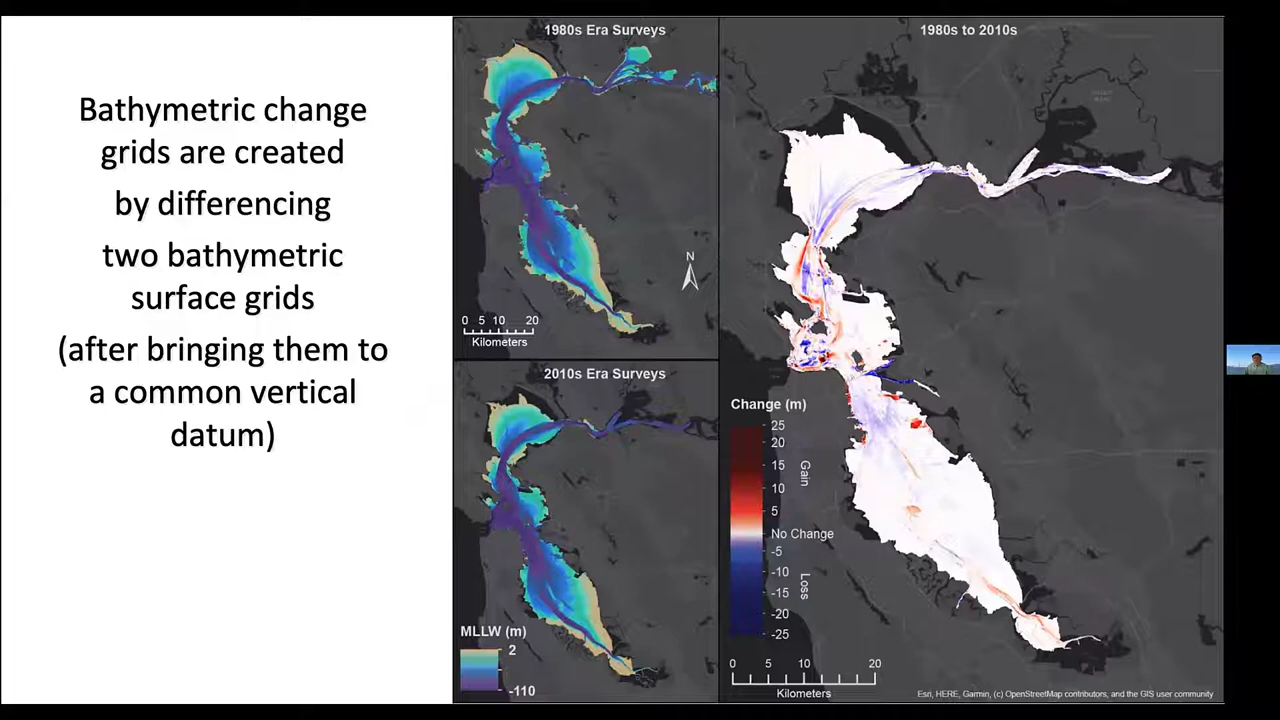 Bathymetric change
grids are created
by differencing
two bathymetric
surface grids
(after bringing them to
a common vertical
datum)
1980s Era Surveys
N
0 5 10 20
Kilometers
2010s Era Surveys
MLLW (m)
2
-110
1980s to 2010s
Change (m)
25
20
15
10
5
No Change
-5
-10
-15
-20
-25
Gain
Loss
0 5 10 20
Kilometers
Esri, HERE, Garmin, (c) OpenStreetMap contributors, and the GIS user community